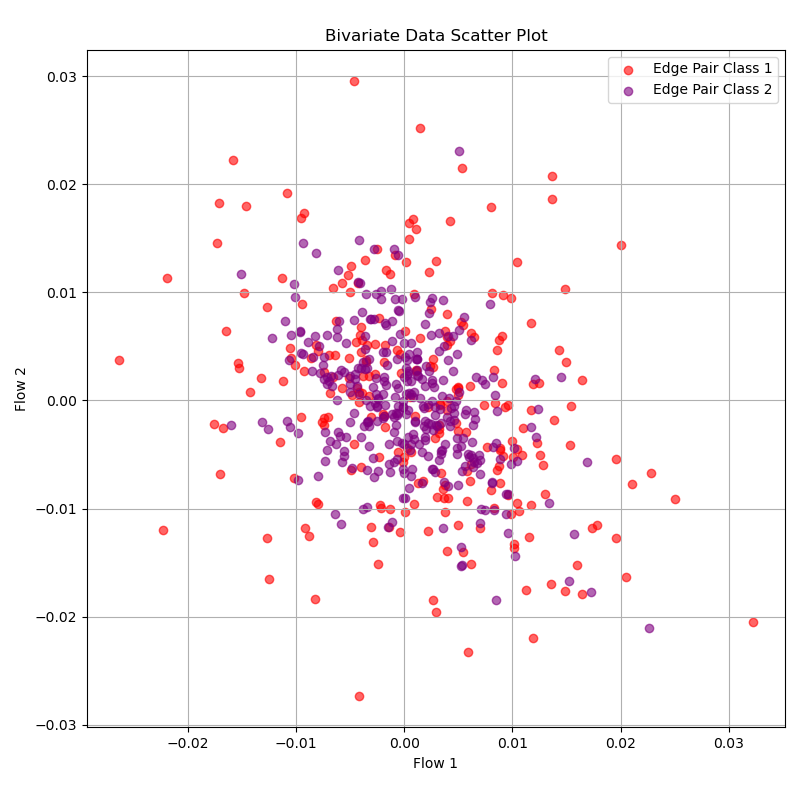 Bivariate Data Scatter Plot
Edge Pair Class 1
Edge Pair Class 2
0.03
0.02
0.01
0.00
−0.01
−0.02
−0.03
Flow 2
−0.02
−0.01
0.00
0.01
0.02
0.03
Flow 1